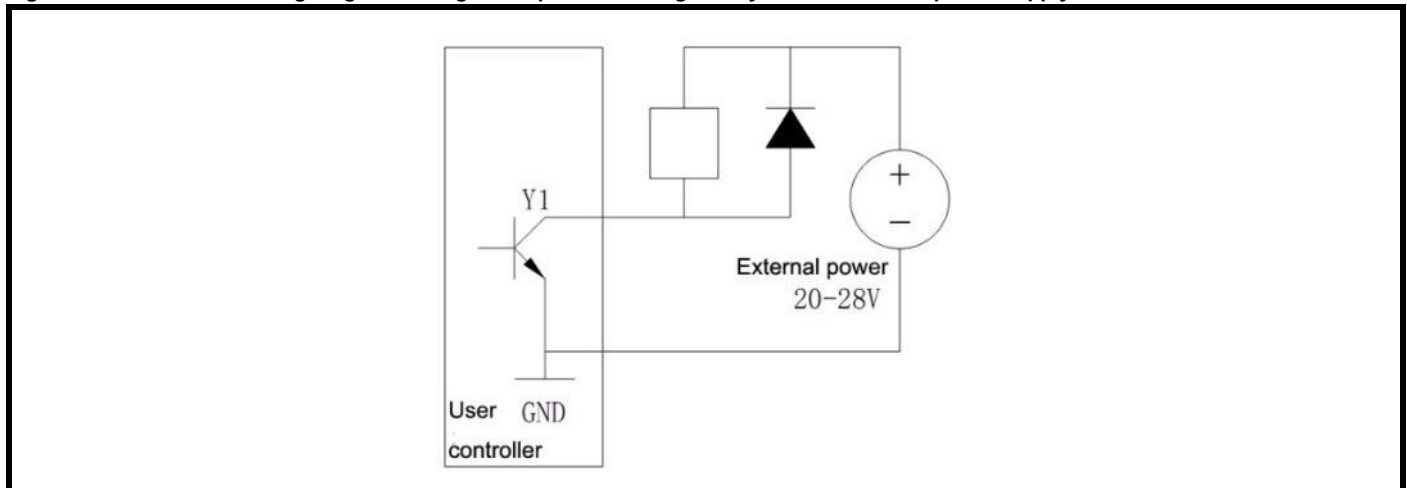 Y1
+
−
External power
20-28V
User GND
controller